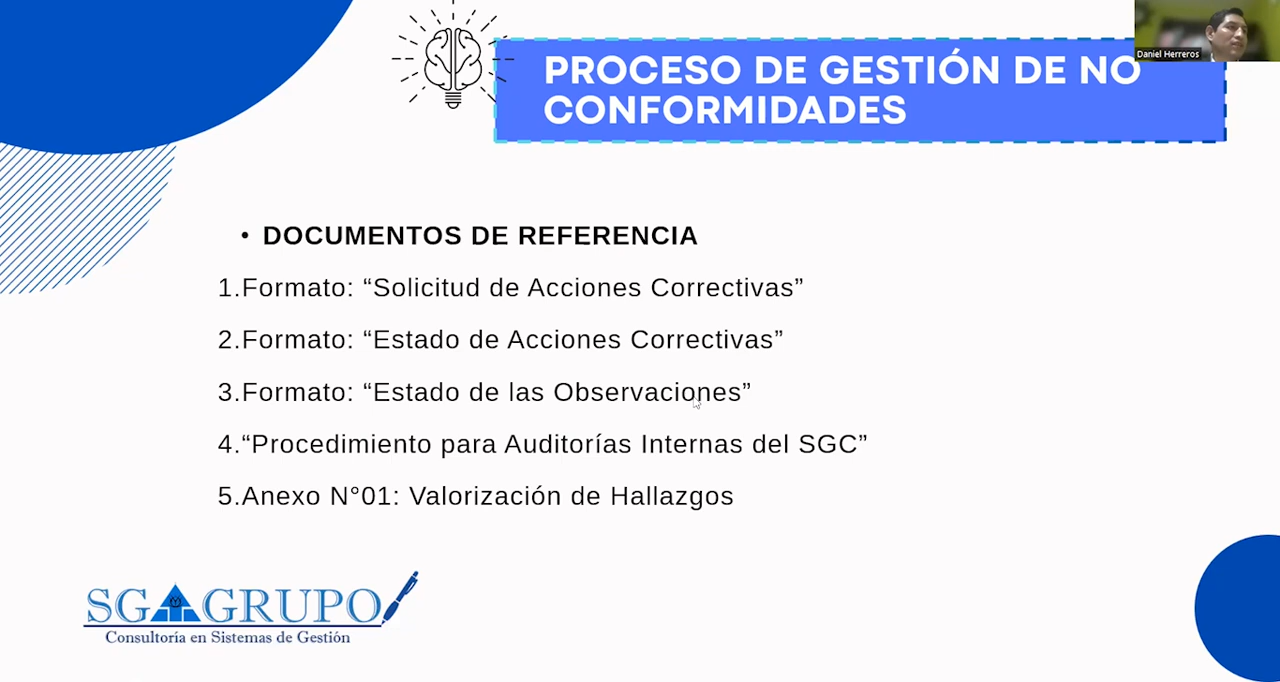 Daniel Herreros
PROCESO DE GESTIÓN DE NO
CONFORMIDADES
• DOCUMENTOS DE REFERENCIA
1.Formato: “Solicitud de Acciones Correctivas”
2.Formato: “Estado de Acciones Correctivas”
3.Formato: “Estado de las Observaciones”
4.“Procedimiento para Auditorías Internas del SGC”
5.Anexo N°01: Valorización de Hallazgos
SGA GRUPO
Consultoría en Sistemas de Gestión